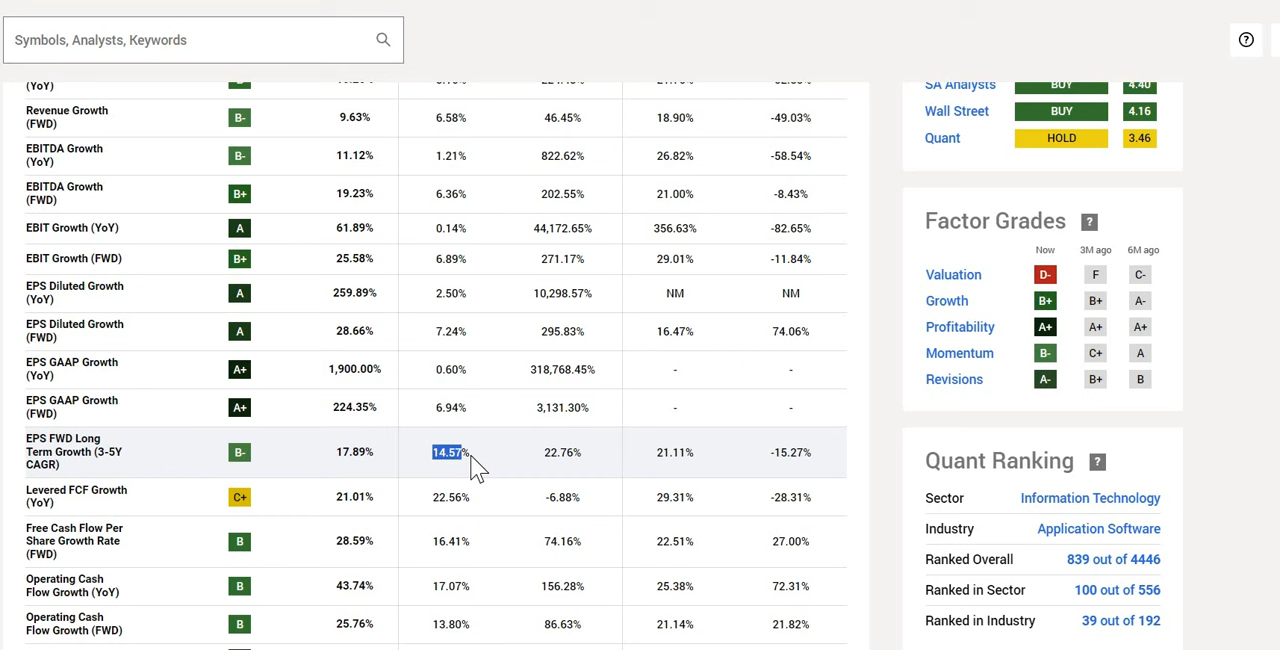 Symbols, Analysts, Keywords
(YoY)
Revenue Growth
(FWD)
B-
9.63%
6.58%
46.45%
18.90%
-49.03%
EBITDA Growth
(YoY)
B-
11.12%
1.21%
822.62%
26.82%
-58.54%
EBITDA Growth
(FWD)
B+
19.23%
6.36%
202.55%
21.00%
-8.43%
EBIT Growth (YoY)
A
61.89%
0.14%
44,172.65%
356.63%
-82.65%
EBIT Growth (FWD)
B+
25.58%
6.89%
271.17%
29.01%
-11.84%
EPS Diluted Growth
(YoY)
A
259.89%
2.50%
10,298.57%
NM
NM
EPS Diluted Growth
(FWD)
A
28.66%
7.24%
295.83%
16.47%
74.06%
EPS GAAP Growth
(YoY)
A+
1,900.00%
0.60%
318,768.45%
-
-
EPS GAAP Growth
(FWD)
A+
224.35%
6.94%
3,131.30%
-
-
EPS FWD Long
Term Growth (3-5Y
CAGR)
B-
17.89%
14.57%
22.76%
21.11%
-15.27%
Levered FCF Growth
(YoY)
C+
21.01%
22.56%
-6.88%
29.31%
-28.31%
Free Cash Flow Per
Share Growth Rate
(FWD)
B
28.59%
16.41%
74.16%
22.51%
27.00%
Operating Cash
Flow Growth (YoY)
B
43.74%
17.07%
156.28%
25.38%
72.31%
Operating Cash
Flow Growth (FWD)
B
25.76%
13.80%
86.63%
21.14%
21.82%
SA Analysts BUY 4.40
Wall Street BUY 4.16
Quant HOLD 3.46
Factor Grades ?
Now 3M ago 6M ago
Valuation D- F C-
Growth B+ B+ A-
Profitability A+ A+ A+
Momentum B- C+ A
Revisions A- B+ B
Quant Ranking ?
Sector Information Technology
Industry Application Software
Ranked Overall 839 out of 4446
Ranked in Sector 100 out of 556
Ranked in Industry 39 out of 192